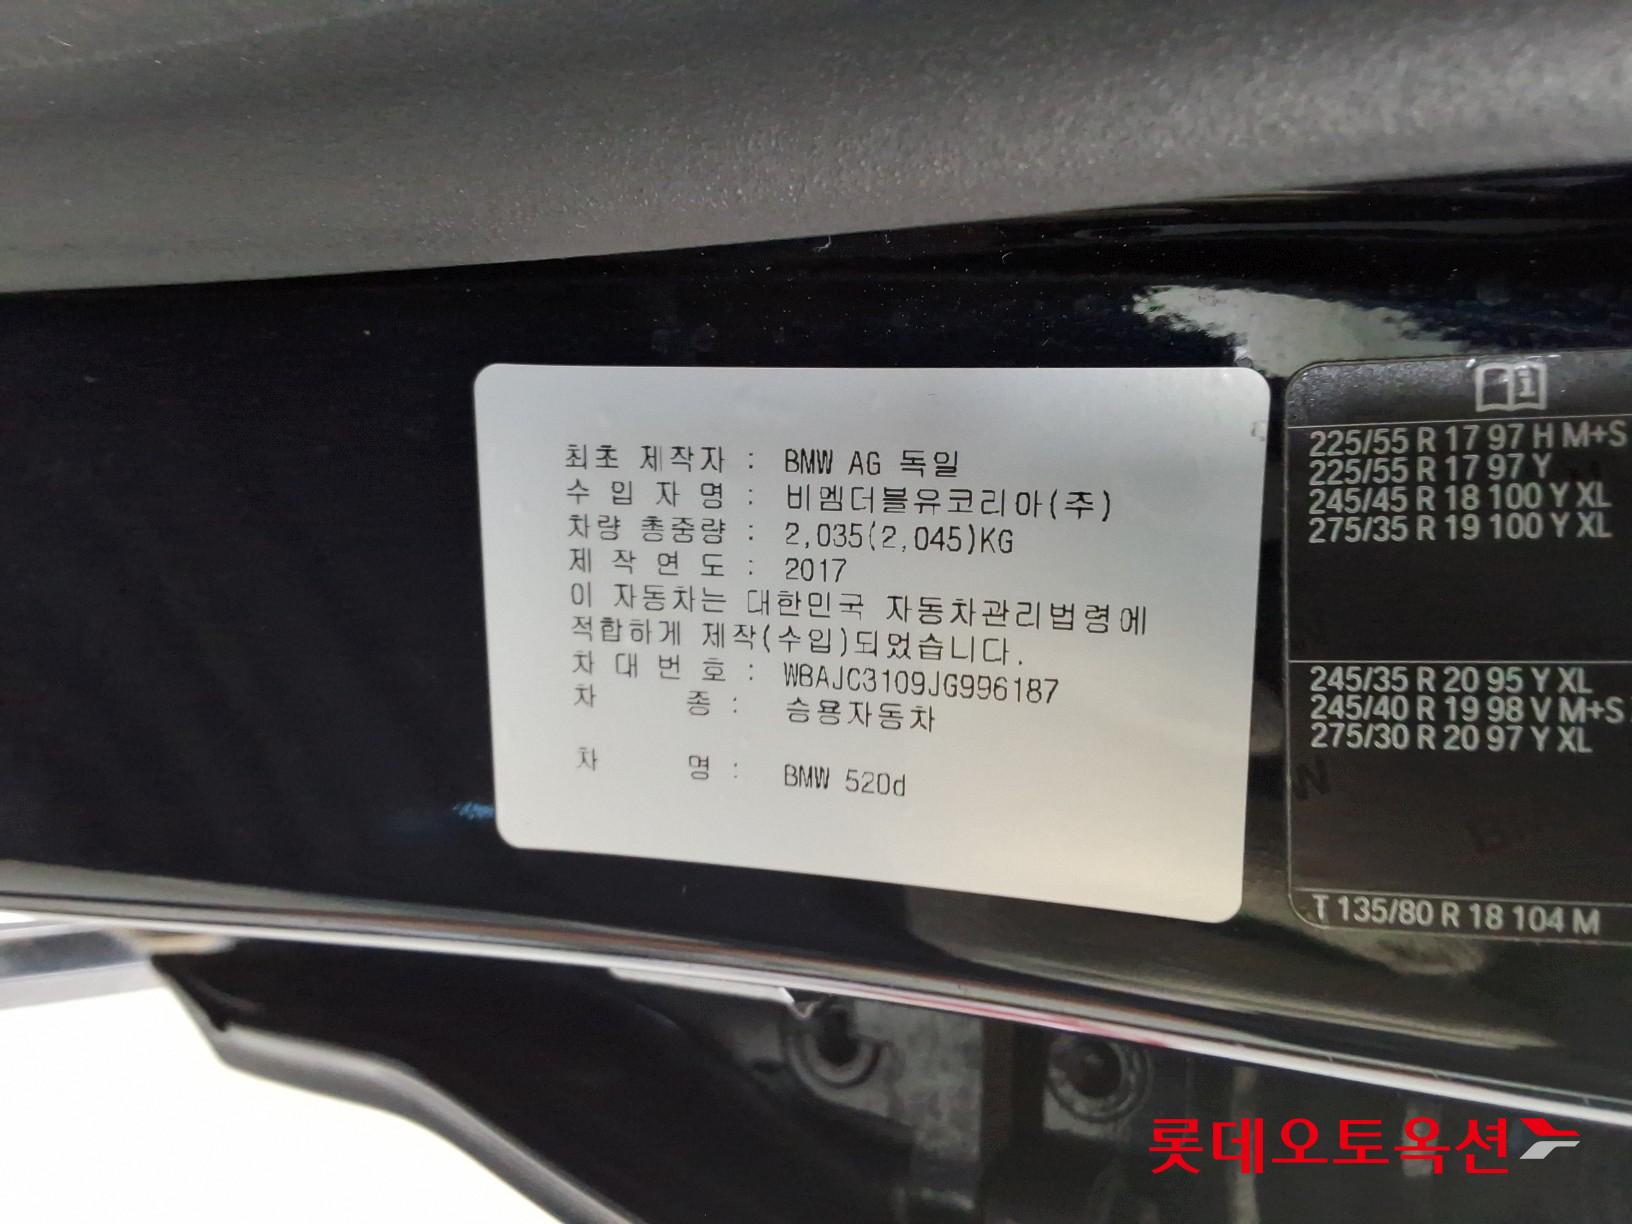 최초 제작자 : BMW AG 독일
수 입 자 명 : 비엠더블유코리아(주)
차량 총중량 : 2,035(2,045)KG
제 작 연 도 : 2017
이 자동차는 대한민국 자동차관리법령에
적합하게 제작(수입)되었습니다.
차 대 번 호 : WBAJC3109JG996187
차 종 : 승용자동차
차 명 : BMW 520d
225/55 R 17 97 H M+S
225/55 R 17 97 Y
245/45 R 18 100 Y XL
275/35 R 19 100 Y XL
245/35 R 20 95 Y XL
245/40 R 19 98 V M+S
275/30 R 20 97 Y XL
T 135/80 R 18 104 M
롯데오토옥션